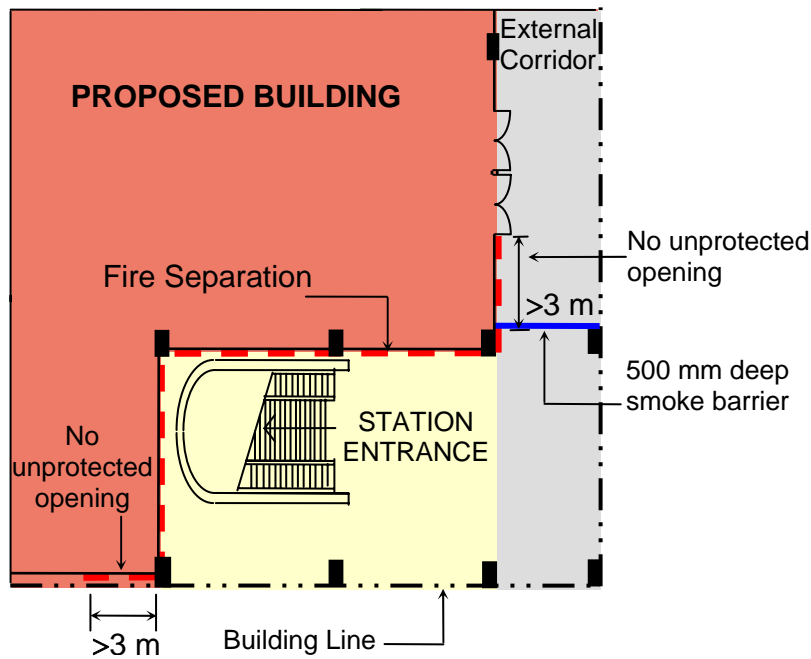 External
Corridor
PROPOSED BUILDING
No unprotected
opening
Fire Separation
>3 m
500 mm deep
smoke barrier
STATION
ENTRANCE
No
unprotected
opening
>3 m
Building Line